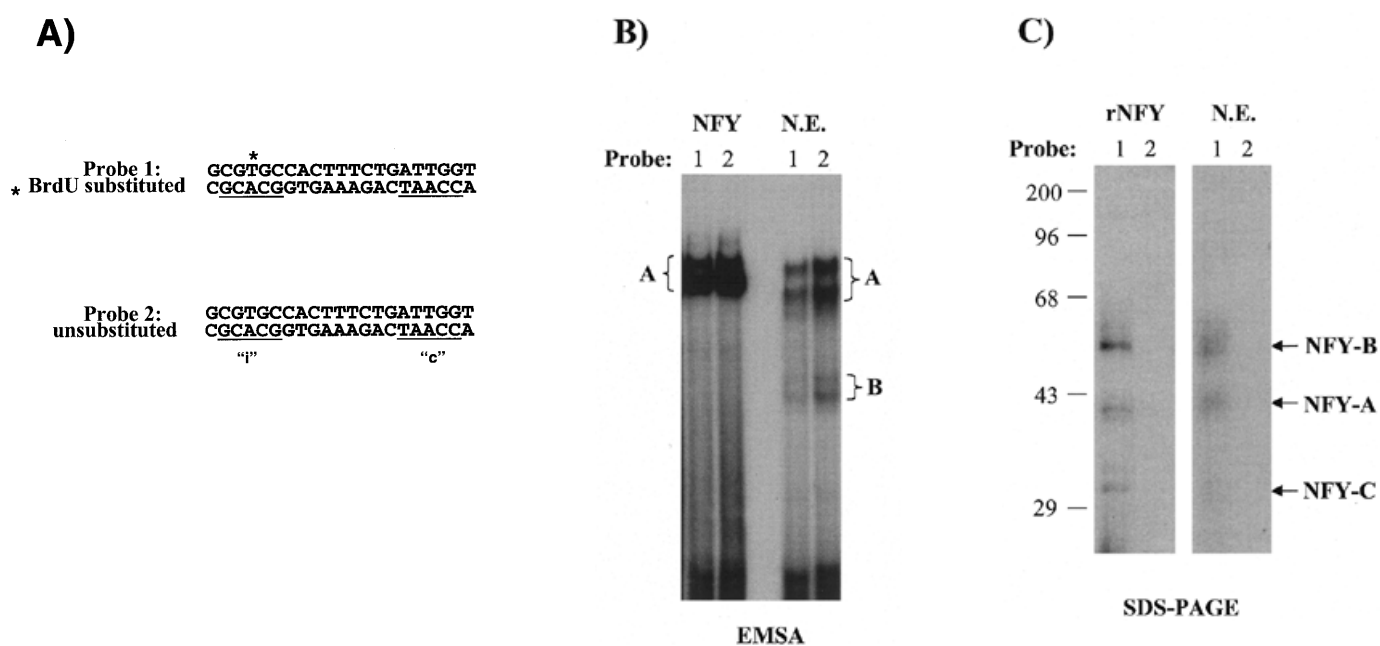 A)
*
Probe 1: GCGTGCCACTTTCTGATTGGT
* BrdU substituted CGCACGGTGAAAGACTAACCA
Probe 2: GCGTGCCACTTTCTGATTGGT
unsubstituted CGCACGGTGAAAGACTAACCA
"i" "c"
B)
NFY N.E.
Probe: 1 2 1 2
A A
B
EMSA
C)
rNFY N.E.
Probe: 1 2 1 2
200
96
68
NFY-B
43
NFY-A
NFY-C
29
SDS-PAGE